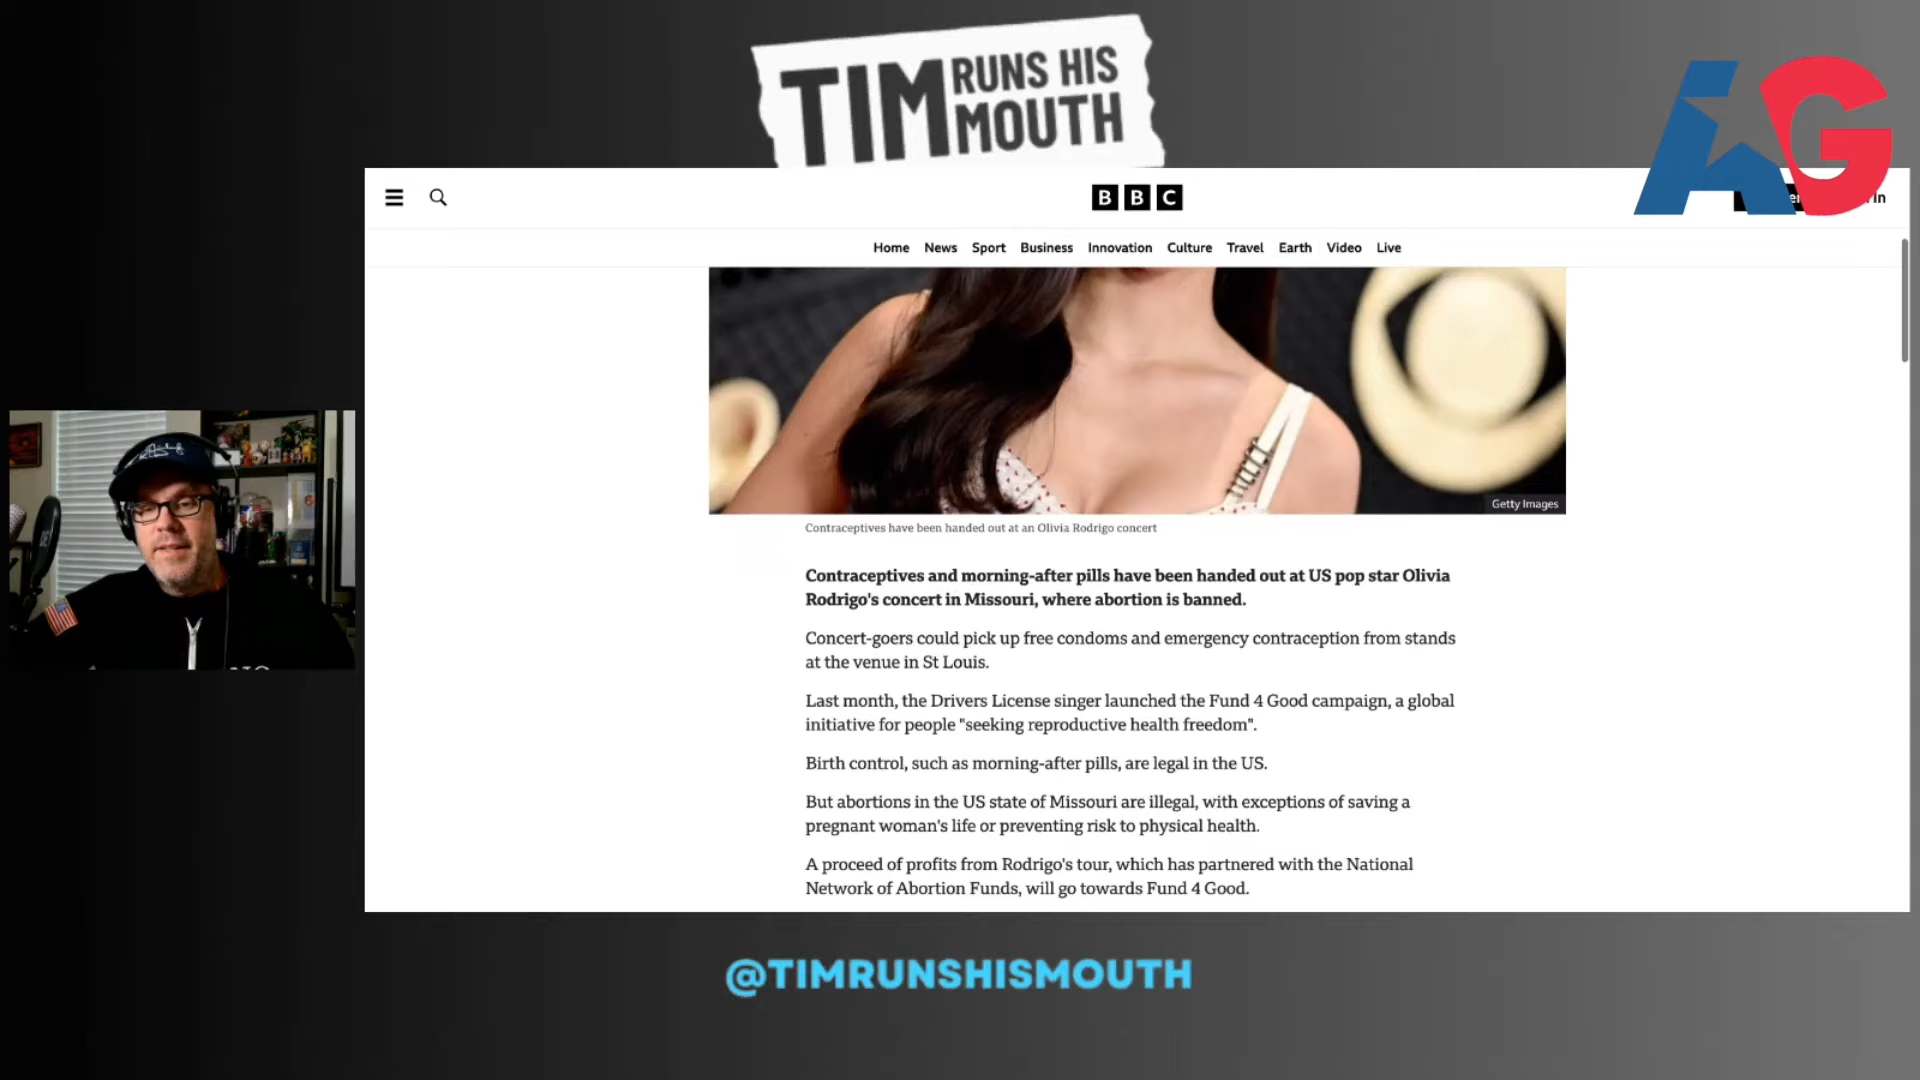 TIM RUNS HIS
MOUTH
AG
BBC
In
Home News Sport Business Innovation Culture Travel Earth Video Live
Getty Images
Contraceptives have been handed out at an Olivia Rodrigo concert
Contraceptives and morning-after pills have been handed out at US pop star Olivia
Rodrigo's concert in Missouri, where abortion is banned.
Concert-goers could pick up free condoms and emergency contraception from stands
at the venue in St Louis.
Last month, the Drivers License singer launched the Fund 4 Good campaign, a global
initiative for people "seeking reproductive health freedom".
Birth control, such as morning-after pills, are legal in the US.
But abortions in the US state of Missouri are illegal, with exceptions of saving a
pregnant woman's life or preventing risk to physical health.
A proceed of profits from Rodrigo's tour, which has partnered with the National
Network of Abortion Funds, will go towards Fund 4 Good.
@TIMRUNSHISMOUTH